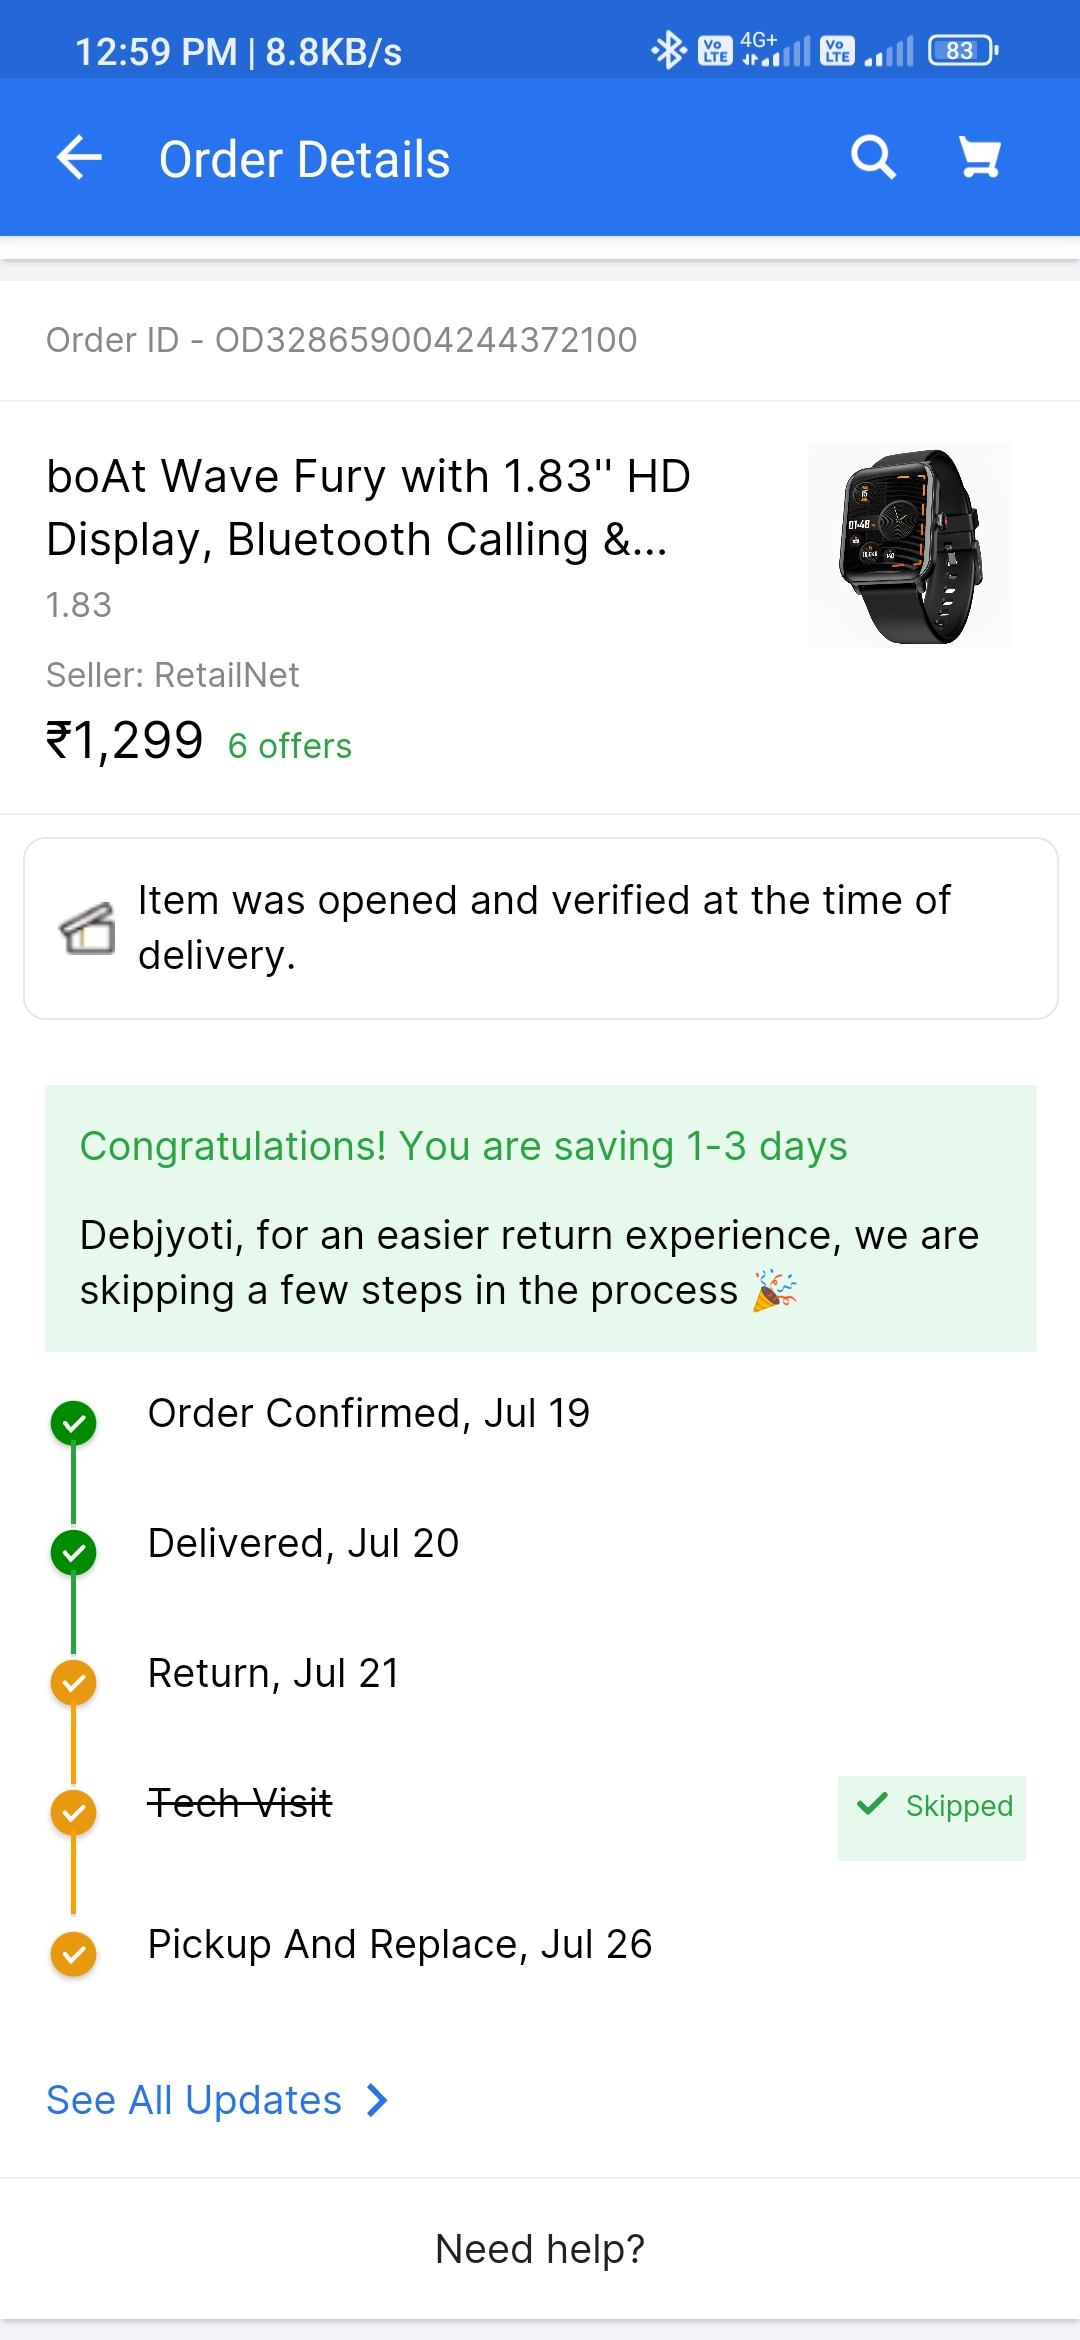 12:59 PM | 8.8KB/s
Vo LTE 4G+ Vo LTE 83
Order Details
Order ID - OD328659004244372100
boAt Wave Fury with 1.83" HD
Display, Bluetooth Calling &...
1.83
Seller: RetailNet
₹1,299 6 offers
Item was opened and verified at the time of
delivery.
Congratulations! You are saving 1-3 days
Debjyoti, for an easier return experience, we are
skipping a few steps in the process 🎉
Order Confirmed, Jul 19
Delivered, Jul 20
Return, Jul 21
Tech Visit
Skipped
Pickup And Replace, Jul 26
See All Updates
Need help?